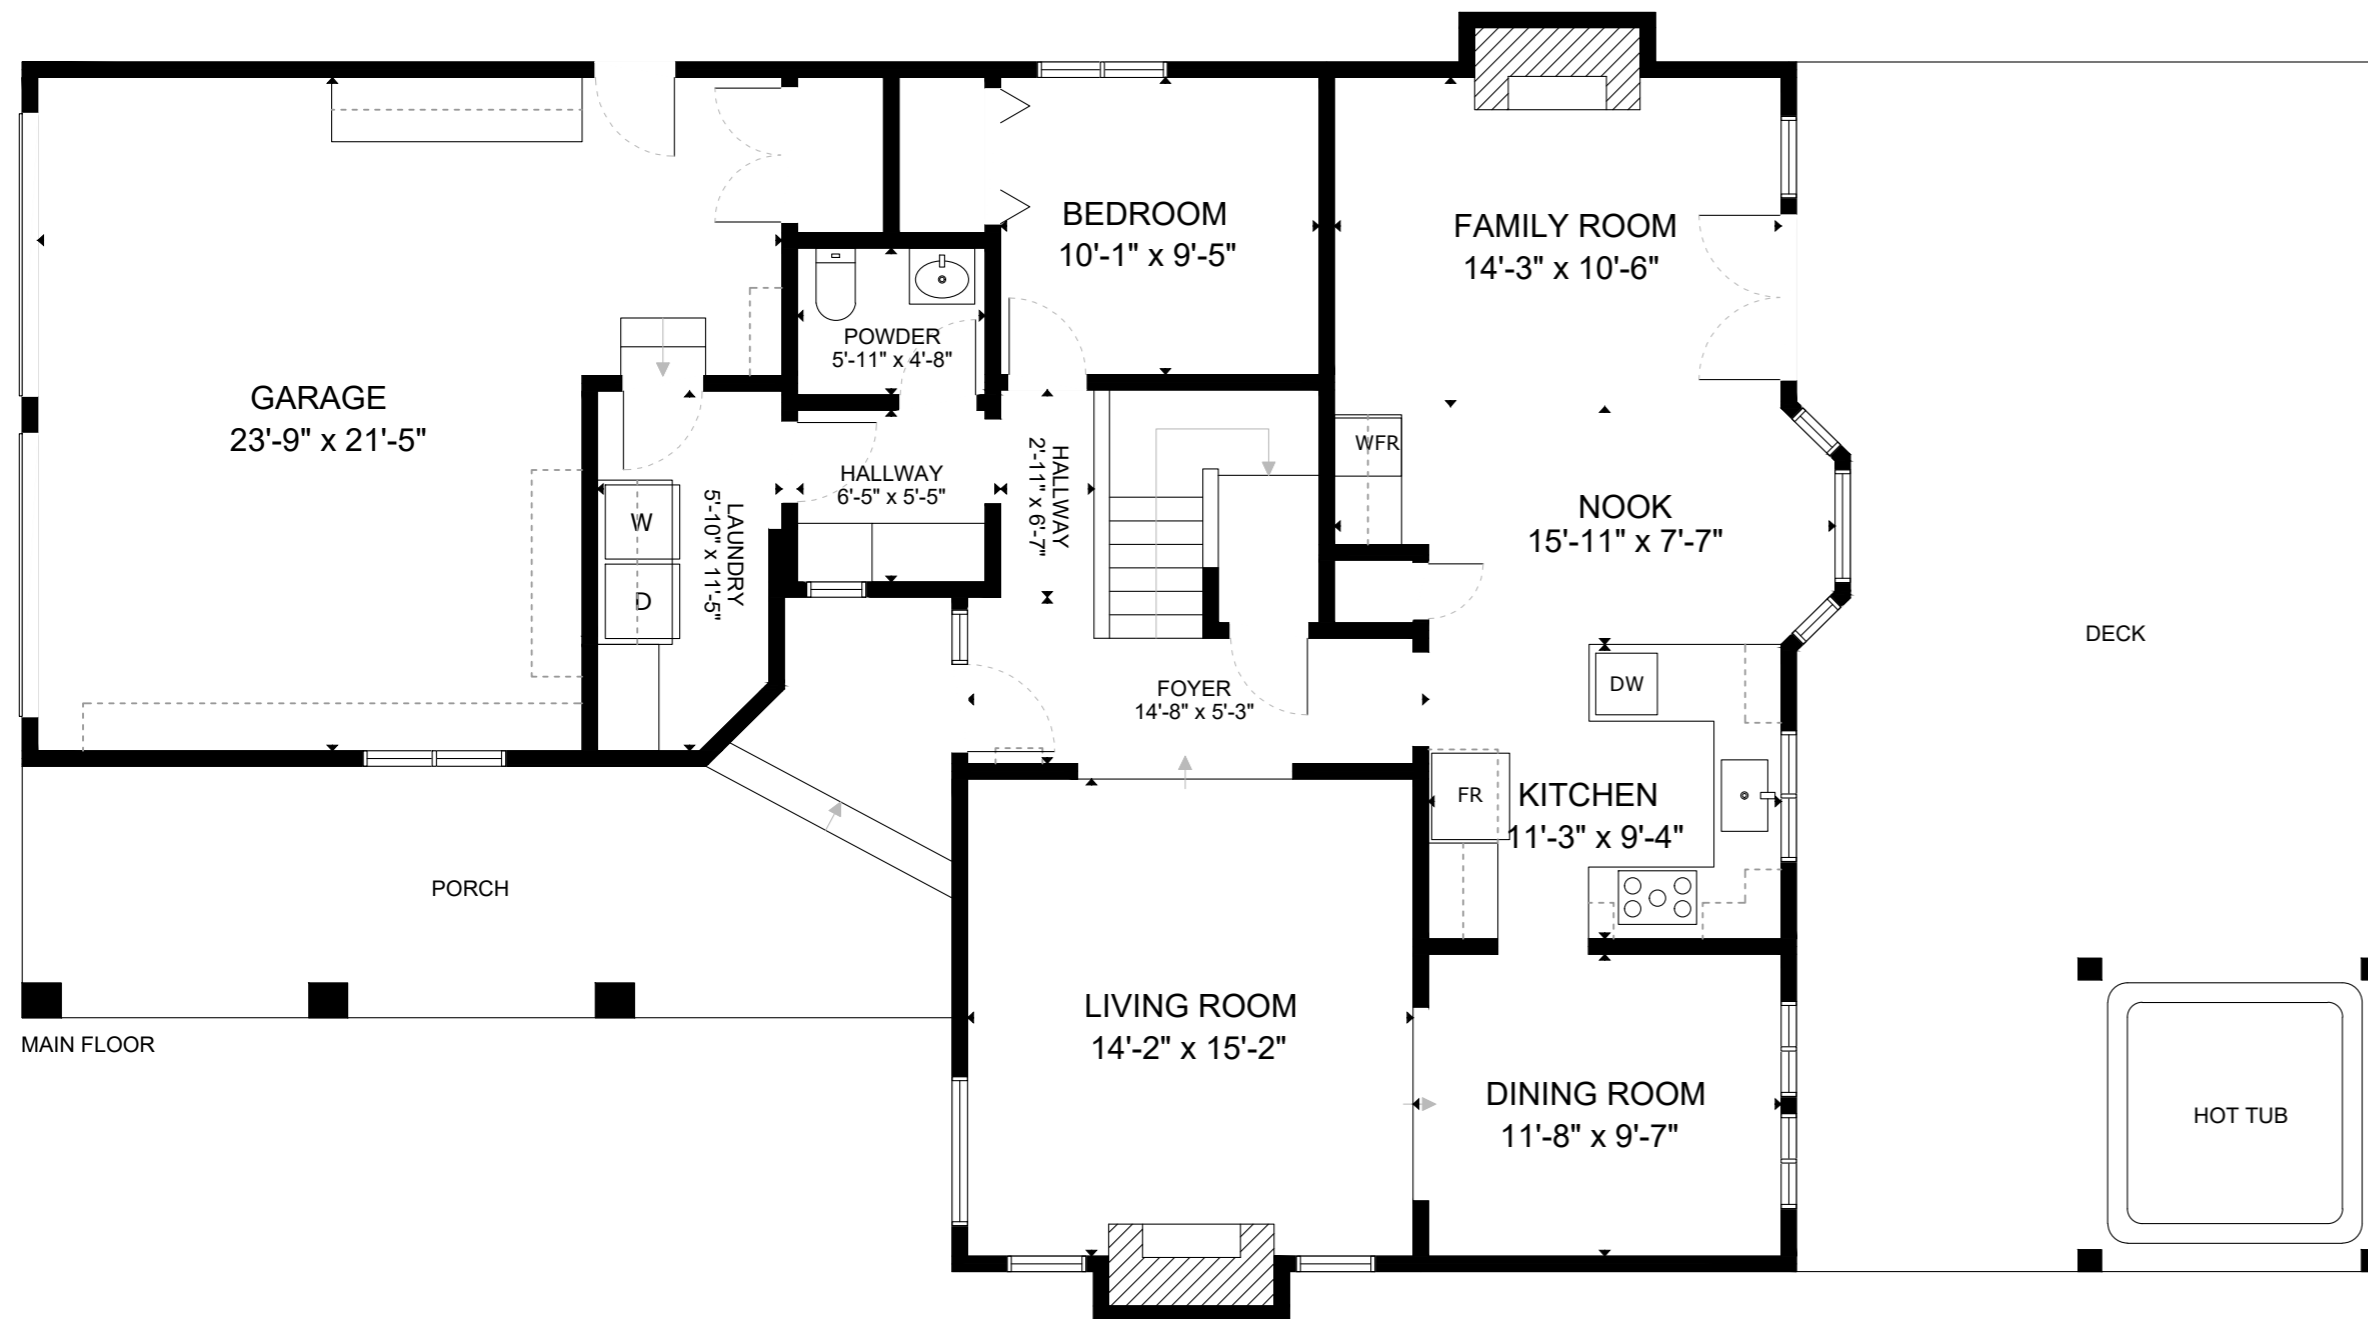 BEDROOM
10'-1" x 9'-5"
FAMILY ROOM
14'-3" x 10'-6"
POWDER
5'-11" x 4'-8"
GARAGE
23'-9" x 21'-5"
WFR
HALLWAY
6'-5" x 5'-5"
HALLWAY
2'-11" x 6'-7"
NOOK
15'-11" x 7'-7"
W
D
LAUNDRY
5'-10" x 11'-5"
DECK
DW
FOYER
14'-8" x 5'-3"
FR
KITCHEN
11'-3" x 9'-4"
PORCH
LIVING ROOM
14'-2" x 15'-2"
MAIN FLOOR
DINING ROOM
11'-8" x 9'-7"
HOT TUB